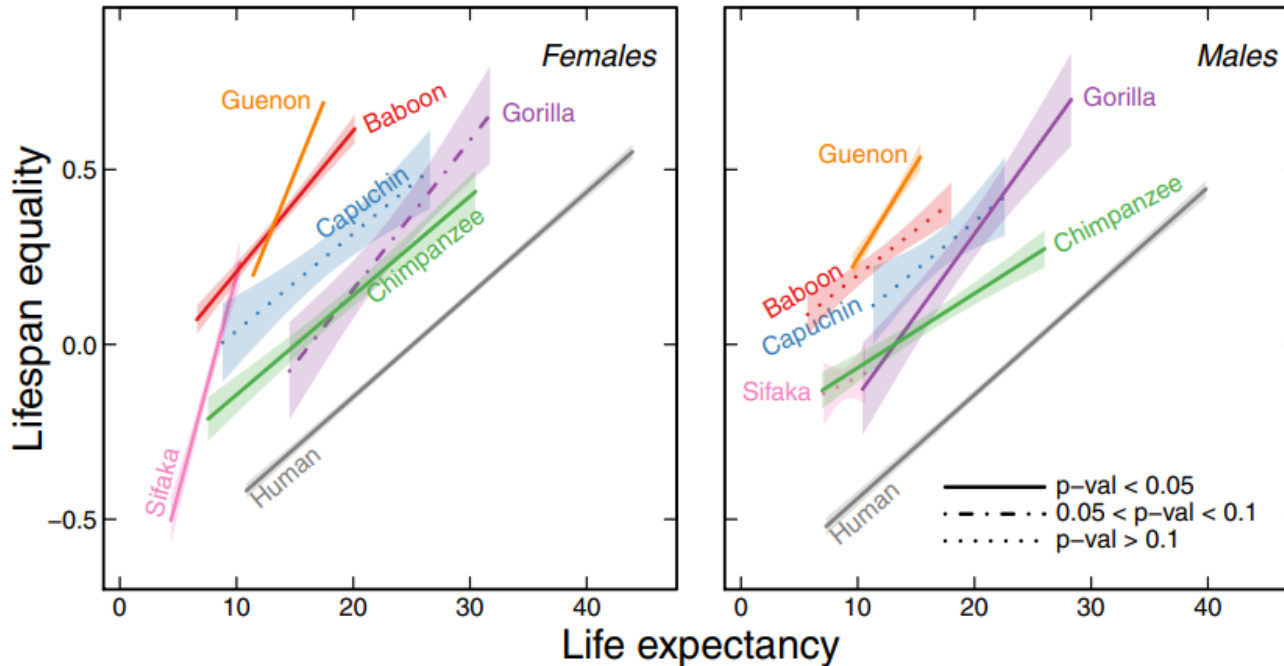 Females
Guenon
Baboon
Gorilla
Capuchin
Chimpanzee
Sifaka
Human
Males
Gorilla
Guenon
Chimpanzee
Baboon
Capuchin
Sifaka
Human
p-val < 0.05
0.05 < p-val < 0.1
p-val > 0.1
Lifespan equality
0.5
0.0
−0.5
0 10 20 30 40
0 10 20 30 40
Life expectancy